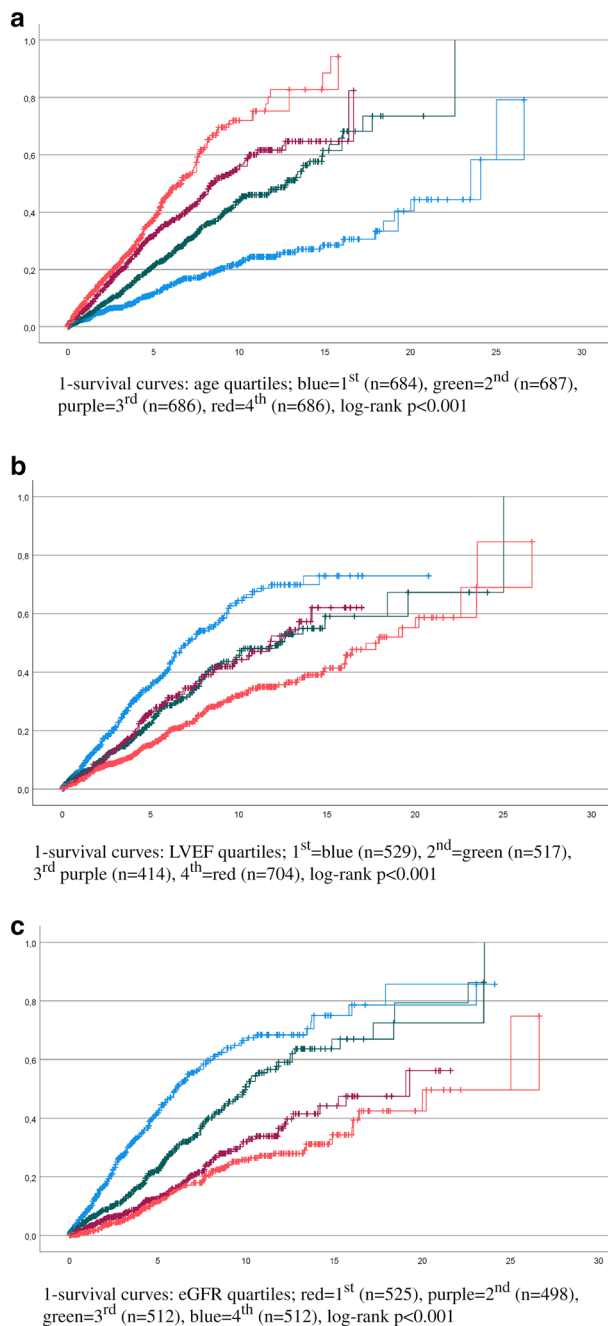 a
1,0
0,8
0,6
0,4
0,2
0,0
0 5 10 15 20 25 30
1-survival curves: age quartiles; blue=1st (n=684), green=2nd (n=687),
purple=3rd (n=686), red=4th (n=686), log-rank p<0.001
b
1,0
0,8
0,6
0,4
0,2
0,0
0 5 10 15 20 25 30
1-survival curves: LVEF quartiles; 1st=blue (n=529), 2nd=green (n=517),
3rd purple (n=414), 4th=red (n=704), log-rank p<0.001
c
1,0
0,8
0,6
0,4
0,2
0,0
0 5 10 15 20 25 30
1-survival curves: eGFR quartiles; red=1st (n=525), purple=2nd (n=498),
green=3rd (n=512), blue=4th (n=512), log-rank p<0.001